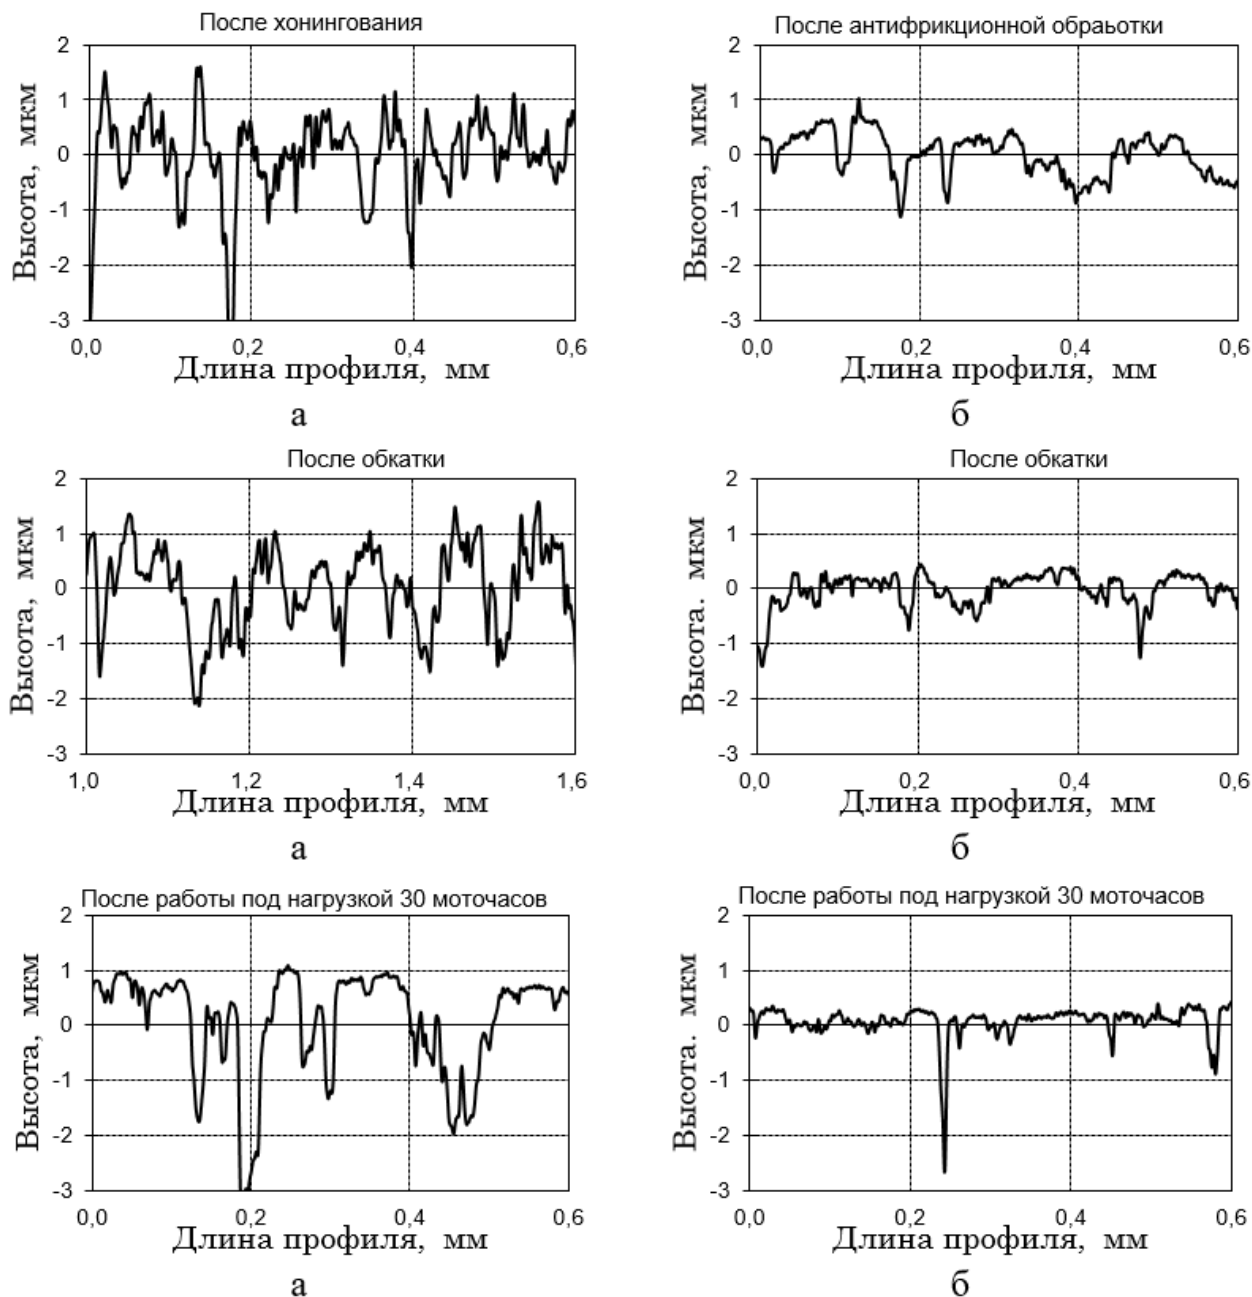 После хонингования
2
1
0
-1
-2
-3
Высота, мкм
0,0 0,2 0,4 0,6
Длина профиля, мм
а
После антифрикционной обраьотки
2
1
0
-1
-2
-3
Высота, мкм
0,0 0,2 0,4 0,6
Длина профиля, мм
б
После обкатки
2
1
0
-1
-2
-3
Высота, мкм
1,0 1,2 1,4 1,6
Длина профиля, мм
а
После обкатки
2
1
0
-1
-2
-3
Высота. мкм
0,0 0,2 0,4 0,6
Длина профиля, мм
б
После работы под нагрузкой 30 моточасов
2
1
0
-1
-2
-3
Высота, мкм
0,0 0,2 0,4 0,6
Длина профиля, мм
а
После работы под нагрузкой 30 моточасов
2
1
0
-1
-2
-3
Высота. мкм
0,0 0,2 0,4 0,6
Длина профиля, мм
б